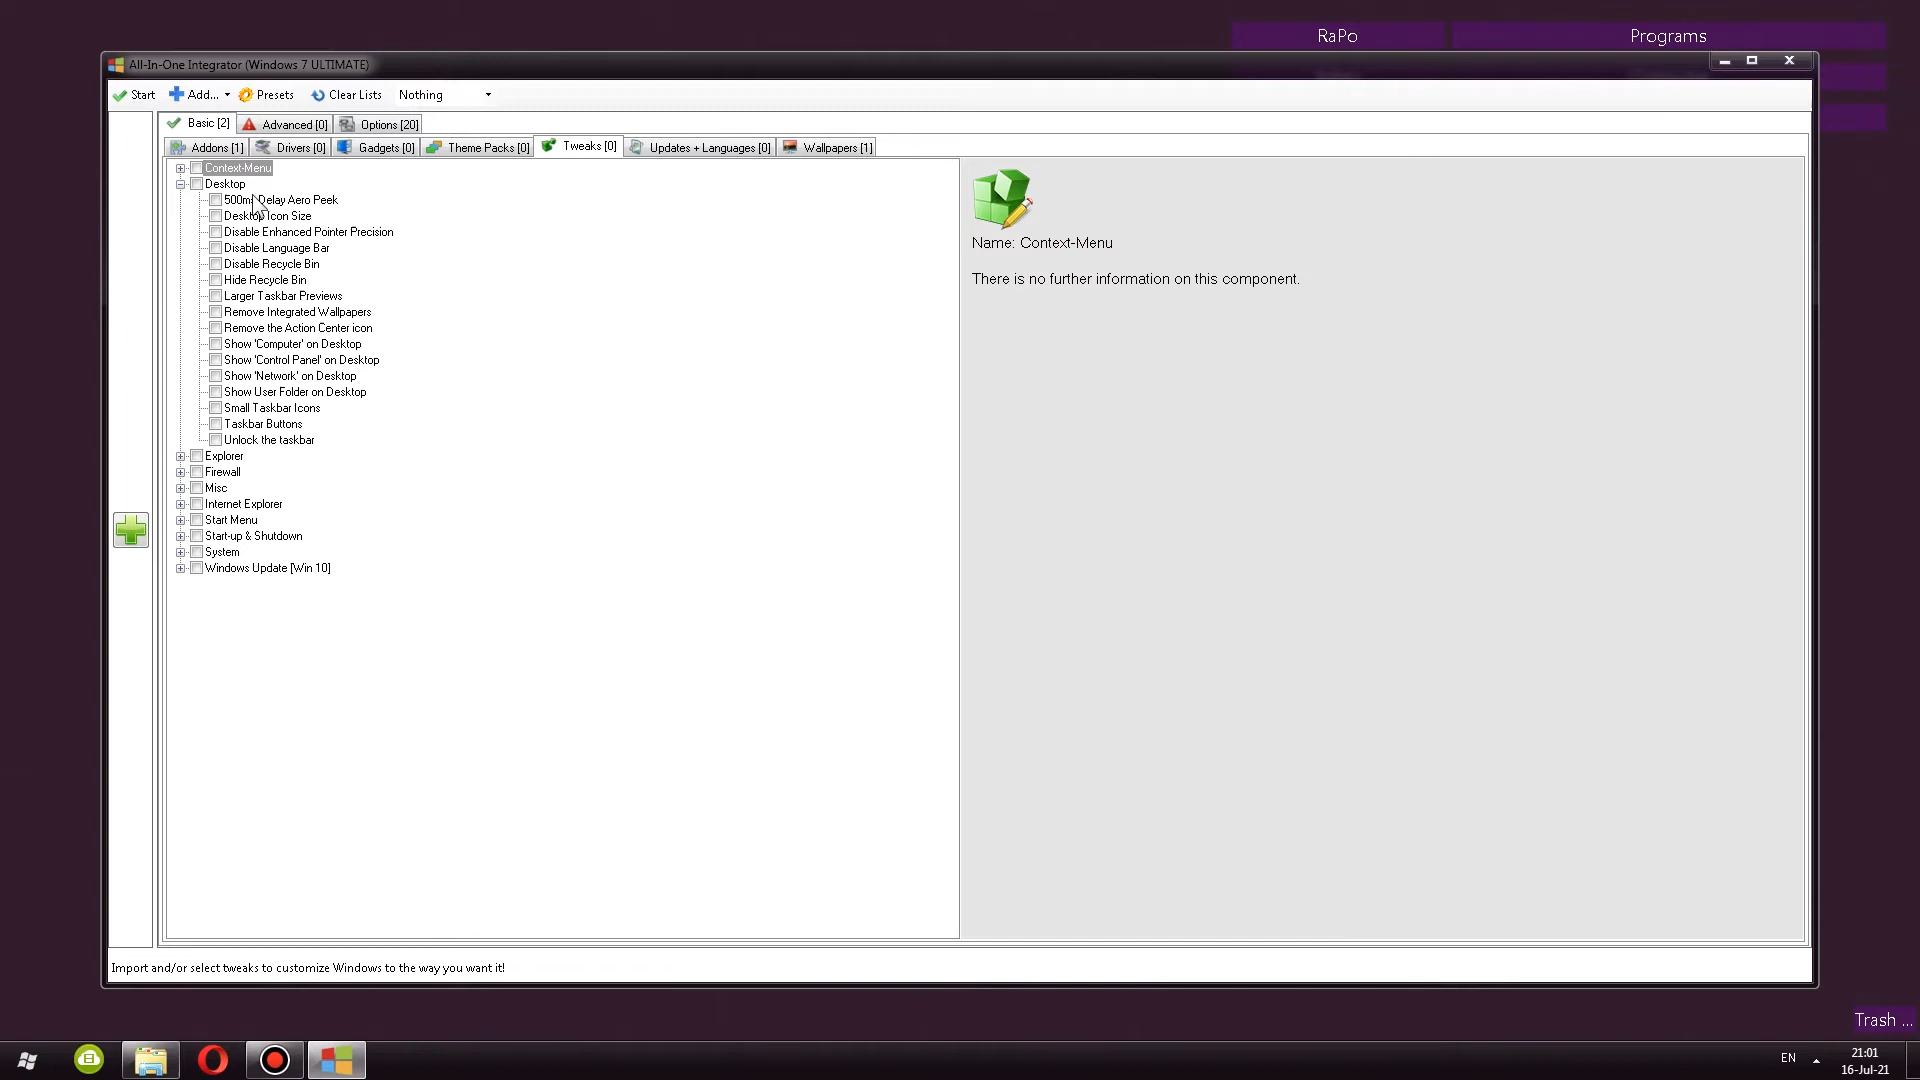 RaPo
Programs
All-In-One Integrator (Windows 7 ULTIMATE)
Start
Add...
Presets
Clear Lists
Nothing
Basic [2]
Advanced [0]
Options [20]
Addons [1]
Drivers [0]
Gadgets [0]
Theme Packs [0]
Tweaks [0]
Updates + Languages [0]
Wallpapers [1]
Context-Menu
Desktop
500ms Delay Aero Peek
Desktop Icon Size
Disable Enhanced Pointer Precision
Disable Language Bar
Disable Recycle Bin
Hide Recycle Bin
Larger Taskbar Previews
Remove Integrated Wallpapers
Remove the Action Center icon
Show 'Computer' on Desktop
Show 'Control Panel' on Desktop
Show 'Network' on Desktop
Show User Folder on Desktop
Small Taskbar Icons
Taskbar Buttons
Unlock the taskbar
Explorer
Firewall
Misc
Internet Explorer
Start Menu
Start-up & Shutdown
System
Windows Update [Win 10]
Name: Context-Menu
There is no further information on this component.
Import and/or select tweaks to customize Windows to the way you want it!
Trash ...
EN
21:01
16-Jul-21